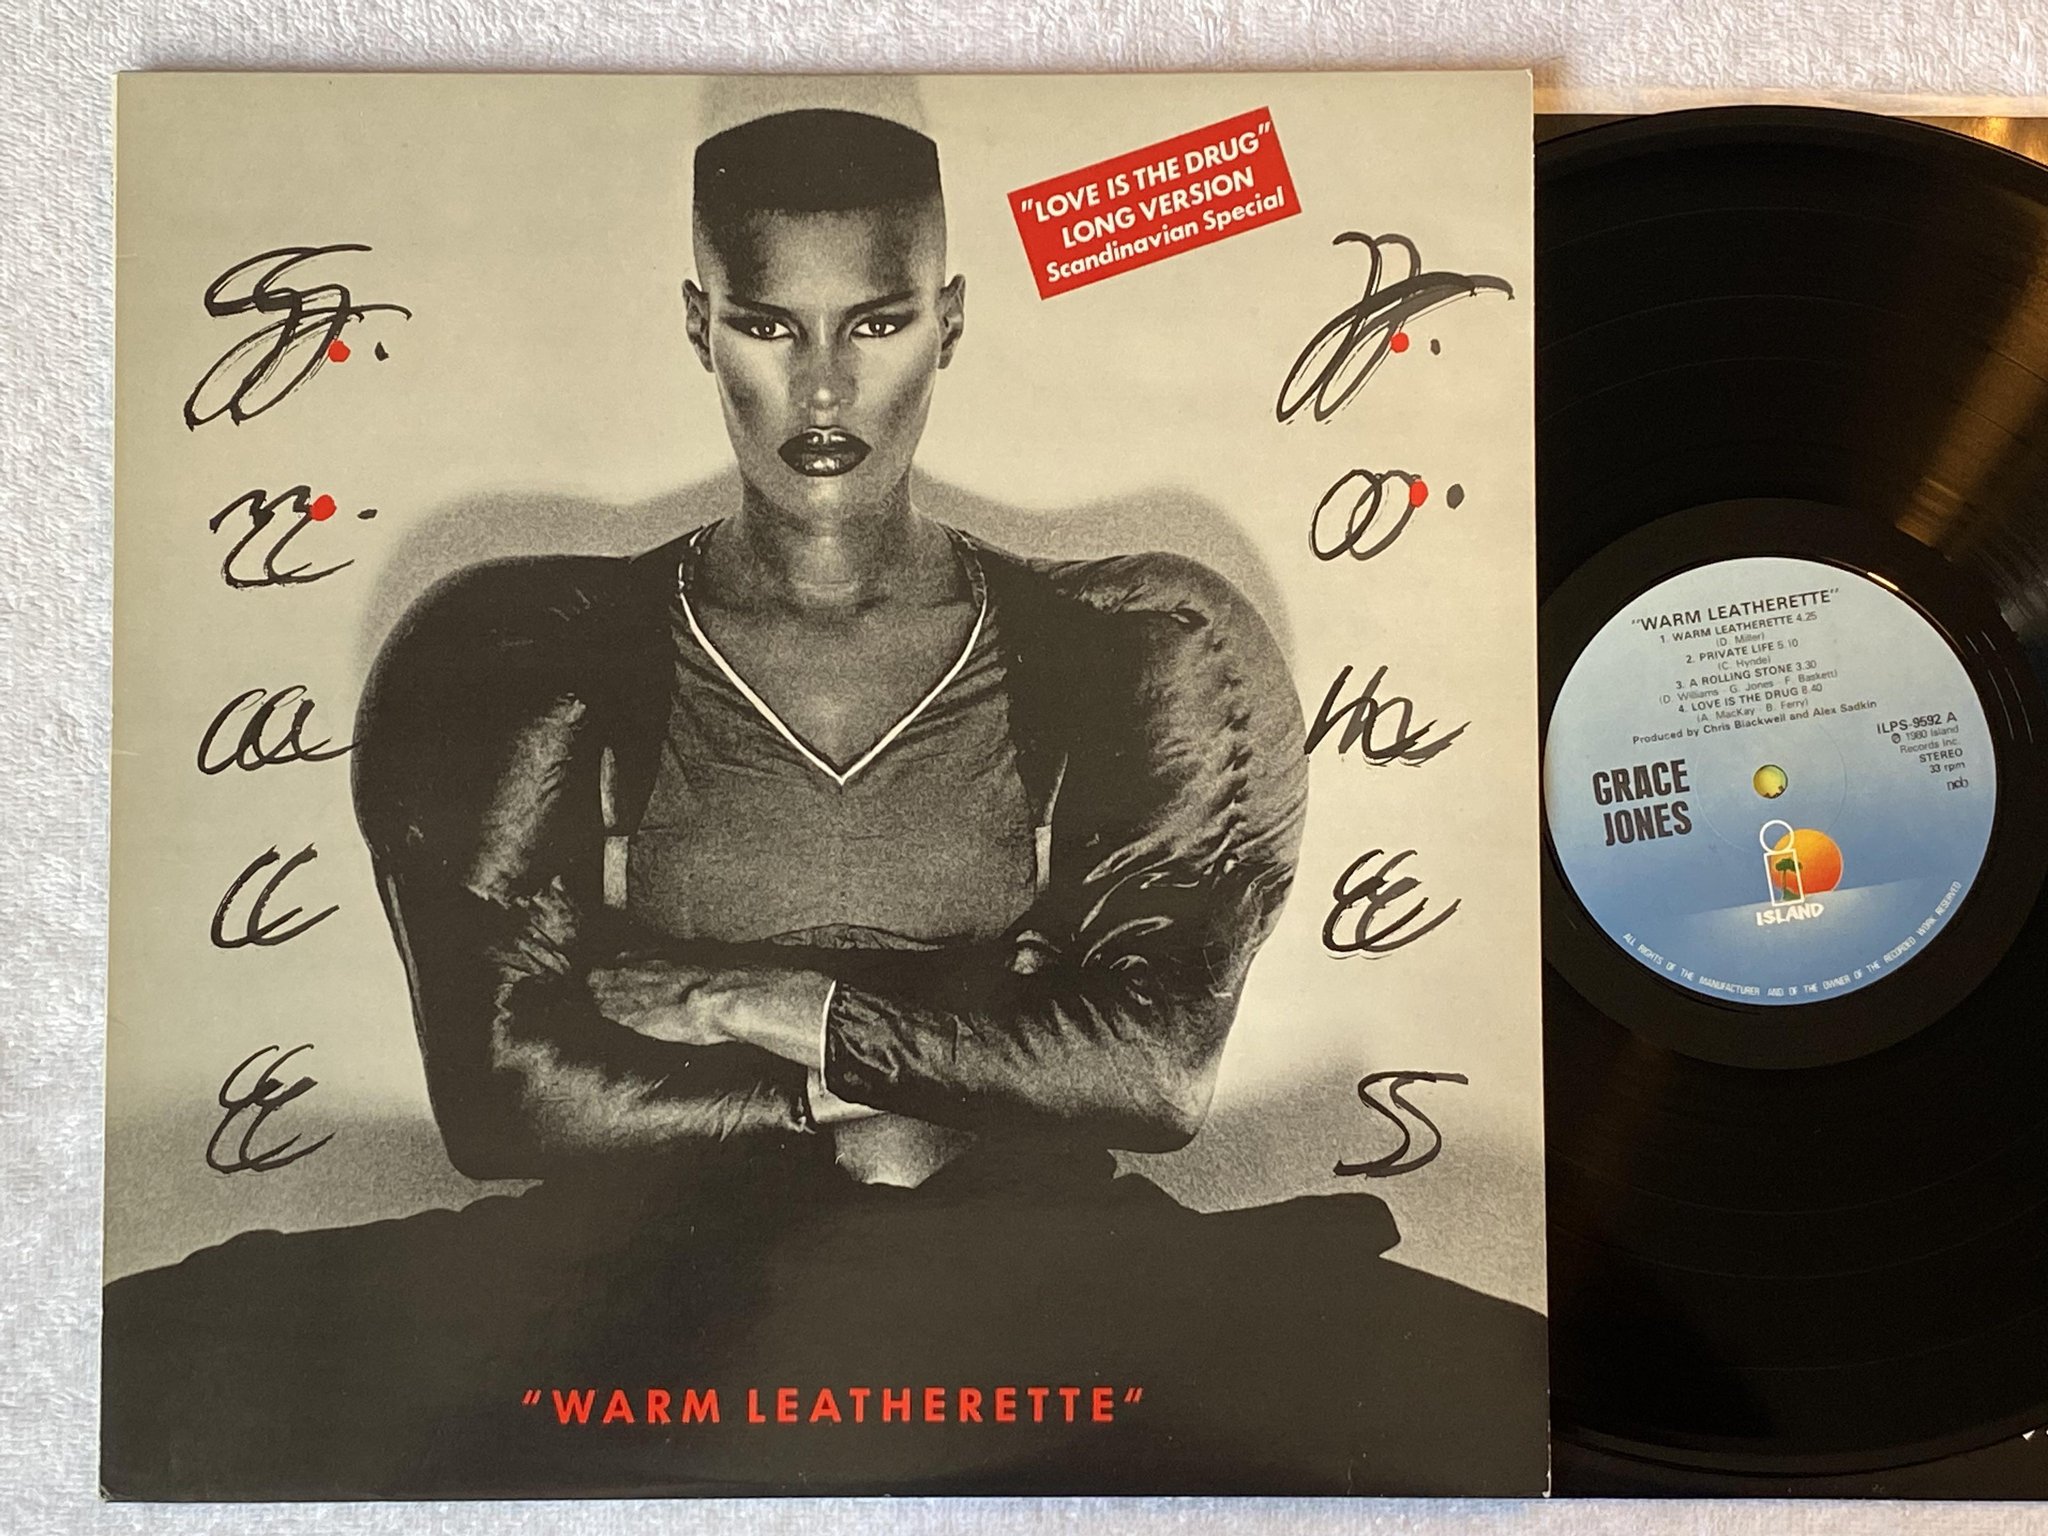 "LOVE IS THE DRUG"
LONG VERSION
Scandinavian Special
Grace
Jones
"WARM LEATHERETTE"
"WARM LEATHERETTE"
1. WARM LEATHERETTE 4.25
(D. Miller)
2. PRIVATE LIFE 5.10
(C. Hynde)
3. A ROLLING STONE 3.30
(D. Williams - G. Jones - F. Baskett)
4. LOVE IS THE DRUG 8.40
(A. MacKay - B. Ferry)
Produced by Chris Blackwell and Alex Sadkin
ILPS-9592 A
℗ 1980 Island
Records Inc.
STEREO
33 rpm
ncb
GRACE
JONES
ISLAND
ALL RIGHTS OF THE MANUFACTURER AND OF THE OWNER OF THE RECORDED WORK RESERVED